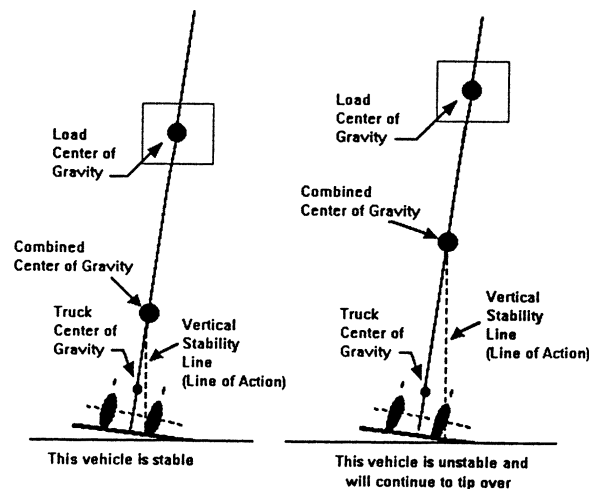 Load
Center of
Gravity
Combined
Center of Gravity
Truck
Center of
Gravity
Vertical
Stability
Line
(Line of Action)
This vehicle is stable
Load
Center of
Gravity
Combined
Center of Gravity
Truck
Center of
Gravity
Vertical
Stability
Line
(Line of Action)
This vehicle is unstable and
will continue to tip over